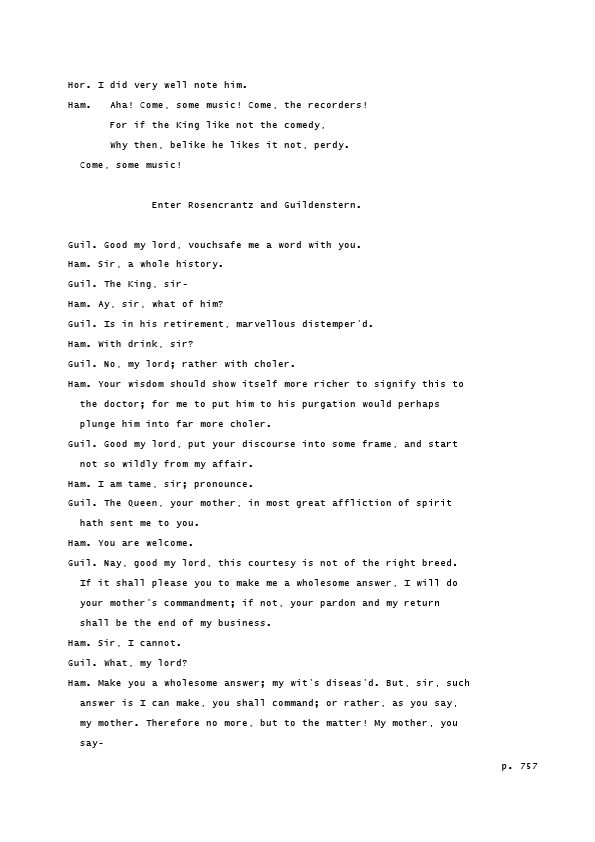 Hor. I did very well note him.
Ham.   Aha! Come, some music! Come, the recorders!
       For if the King like not the comedy,
       Why then, belike he likes it not, perdy.
  Come, some music!

              Enter Rosencrantz and Guildenstern.

Guil. Good my lord, vouchsafe me a word with you.
Ham. Sir, a whole history.
Guil. The King, sir-
Ham. Ay, sir, what of him?
Guil. Is in his retirement, marvellous distemper'd.
Ham. With drink, sir?
Guil. No, my lord; rather with choler.
Ham. Your wisdom should show itself more richer to signify this to
  the doctor; for me to put him to his purgation would perhaps
  plunge him into far more choler.
Guil. Good my lord, put your discourse into some frame, and start
  not so wildly from my affair.
Ham. I am tame, sir; pronounce.
Guil. The Queen, your mother, in most great affliction of spirit
  hath sent me to you.
Ham. You are welcome.
Guil. Nay, good my lord, this courtesy is not of the right breed.
  If it shall please you to make me a wholesome answer, I will do
  your mother's commandment; if not, your pardon and my return
  shall be the end of my business.
Ham. Sir, I cannot.
Guil. What, my lord?
Ham. Make you a wholesome answer; my wit's diseas'd. But, sir, such
  answer is I can make, you shall command; or rather, as you say,
  my mother. Therefore no more, but to the matter! My mother, you
  say-
p. 757